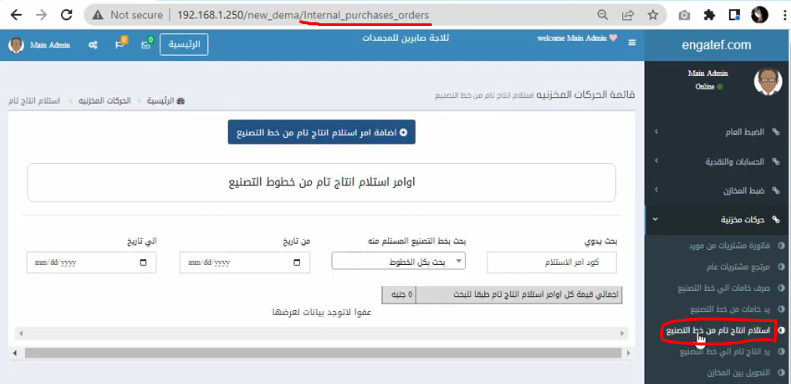 Not secure | 192.168.1.250/new_dema/Internal_purchases_orders
engatef.com
welcome Main Admin
ثلاجة صابرين للمجمدات
الرئيسية
0
0
Main Admin
Main Admin
Online
قائمة الحركات المخزنيه استلام انتاج تام من خط التصنيع
الرئيسية > الحركات المخزنيه > استلام انتاج تام
اضافة امر استلام انتاج تام من خط التصنيع
اوامر استلام انتاج تام من خطوط التصنيع
بحث يدوي
بحث بخط التصنيع المستلم منه
من تاريخ
الي تاريخ
كود امر الاستلام
بحث بكل الخطوط
mm/dd/yyyy
mm/dd/yyyy
اجمالي قيمة كل اوامر استلام انتاج تام طبقا للبحث
0 جنيه
عفوا لاتوجد بيانات لعرضها
الضبط العام
الحسابات والنقدية
ضبط المخازن
حركات مخزنية
فاتورة مشتريات من مورد
مرتجع مشتريات عام
صرف خامات الي خط التصنيع
رد خامات من خط التصنيع
استلام انتاج تام من خط التصنيع
رد انتاج تام الي خط التصنيع
التحويل بين المخازن